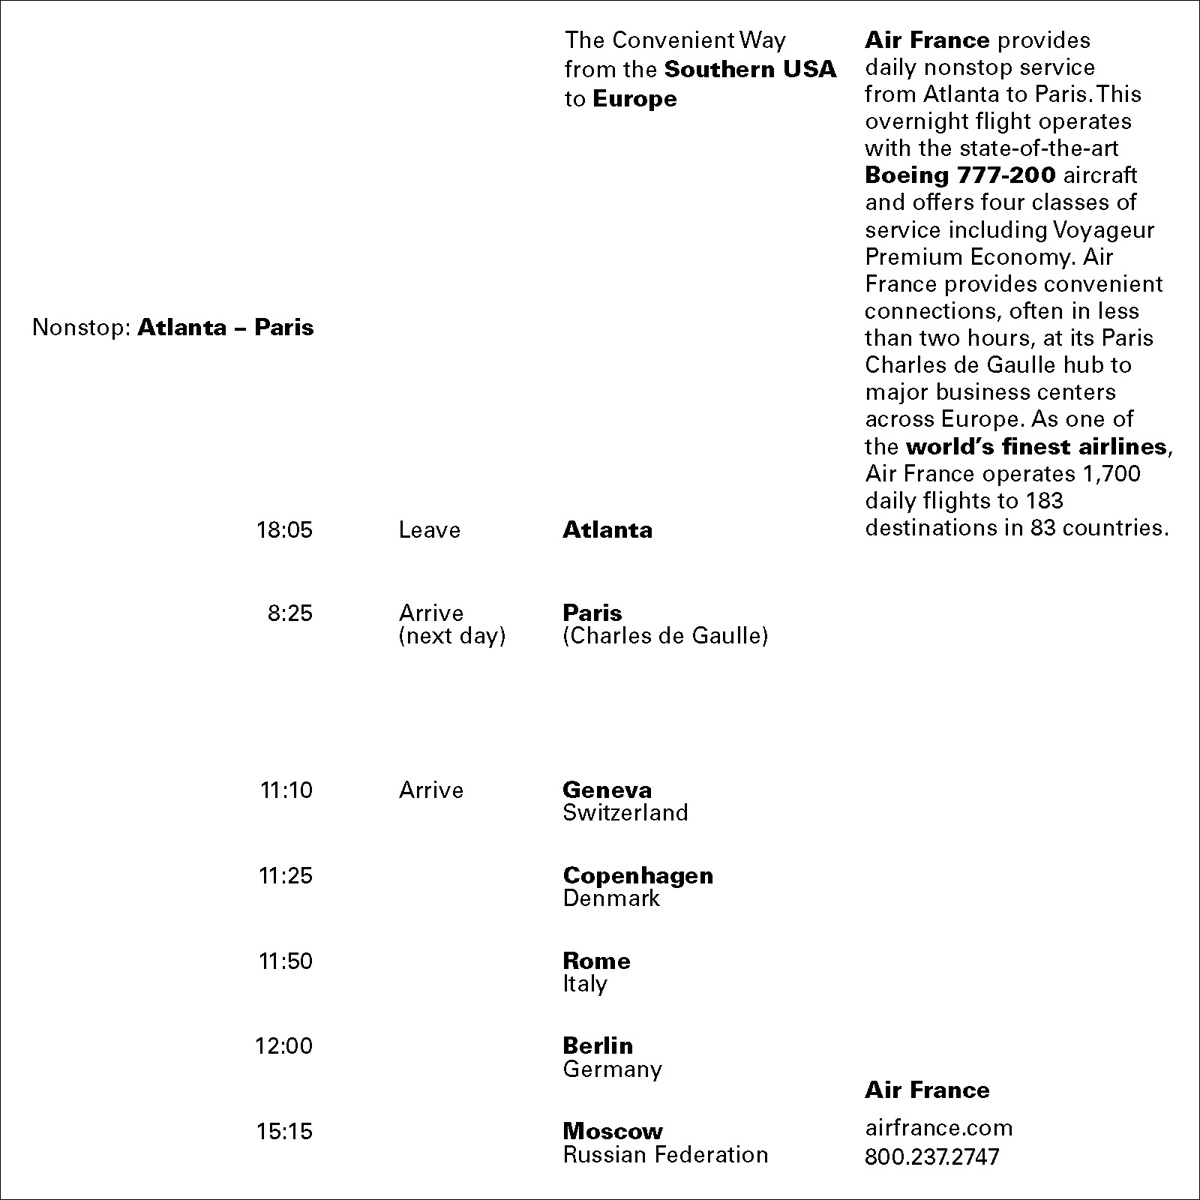 The Convenient Way
from the Southern USA
to Europe
Air France provides
daily nonstop service
from Atlanta to Paris. This
overnight flight operates
with the state-of-the-art
Boeing 777-200 aircraft
and offers four classes of
service including Voyageur
Premium Economy. Air
France provides convenient
connections, often in less
than two hours, at its Paris
Charles de Gaulle hub to
major business centers
across Europe. As one of
the world's finest airlines,
Air France operates 1,700
daily flights to 183
destinations in 83 countries.
Nonstop: Atlanta – Paris
18:05 Leave Atlanta
8:25 Arrive Paris
(next day) (Charles de Gaulle)
11:10 Arrive Geneva
Switzerland
11:25 Copenhagen
Denmark
11:50 Rome
Italy
12:00 Berlin
Germany
15:15 Moscow
Russian Federation
Air France
airfrance.com
800.237.2747